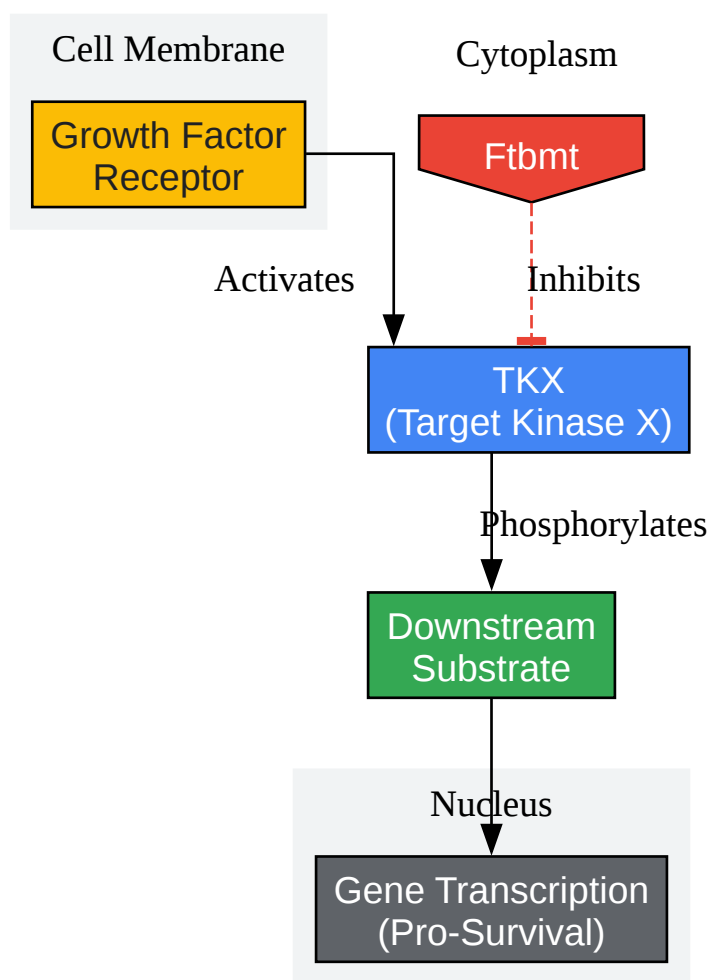 Cell Membrane
Cytoplasm
Growth Factor
Receptor
Ftbmt
Activates
Inhibits
TKX
(Target Kinase X)
Phosphorylates
Downstream
Substrate
Nucleus
Gene Transcription
(Pro-Survival)